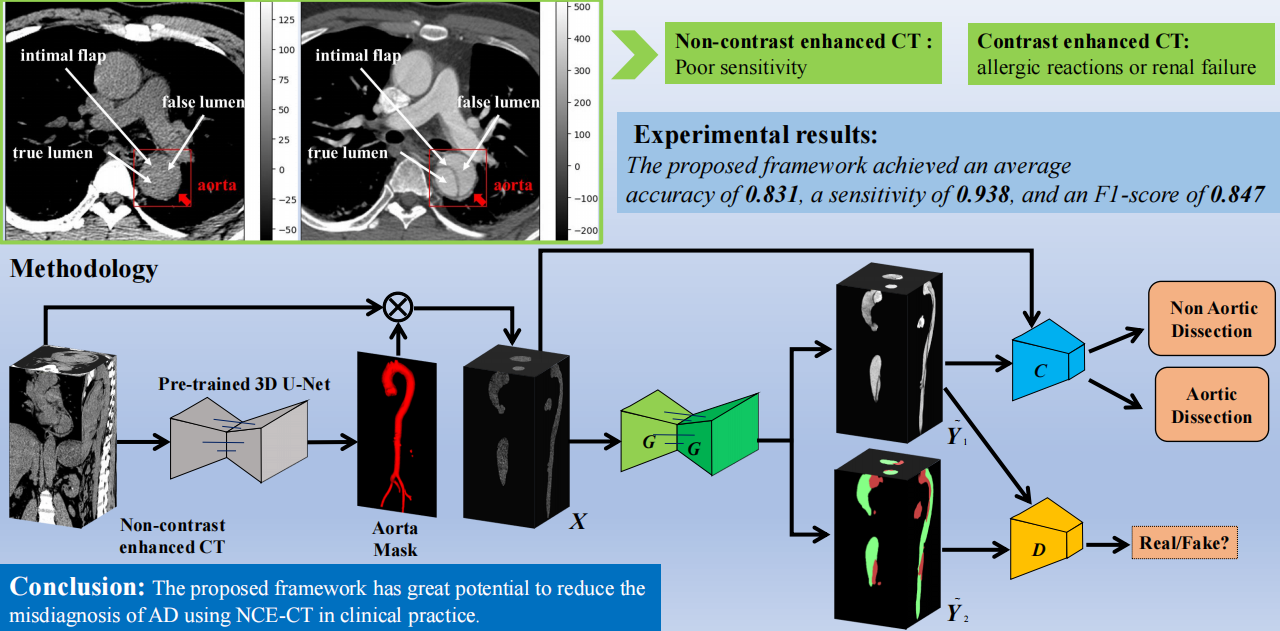 125
100
75
50
25
0
−25
−50
intimal flap
false lumen
true lumen
aorta
500
400
300
200
100
0
−100
−200
intimal flap
false lumen
true lumen
aorta
Non-contrast enhanced CT :
Poor sensitivity
Contrast enhanced CT:
allergic reactions or renal failure
Experimental results:
The proposed framework achieved an average
accuracy of 0.831, a sensitivity of 0.938, and an F1-score of 0.847
Methodology
Non-contrast
enhanced CT
Pre-trained 3D U-Net
Aorta
Mask
X
G
G
Ỹ1
Ỹ2
C
D
Non Aortic
Dissection
Aortic
Dissection
Real/Fake?
Conclusion: The proposed framework has great potential to reduce the
misdiagnosis of AD using NCE-CT in clinical practice.